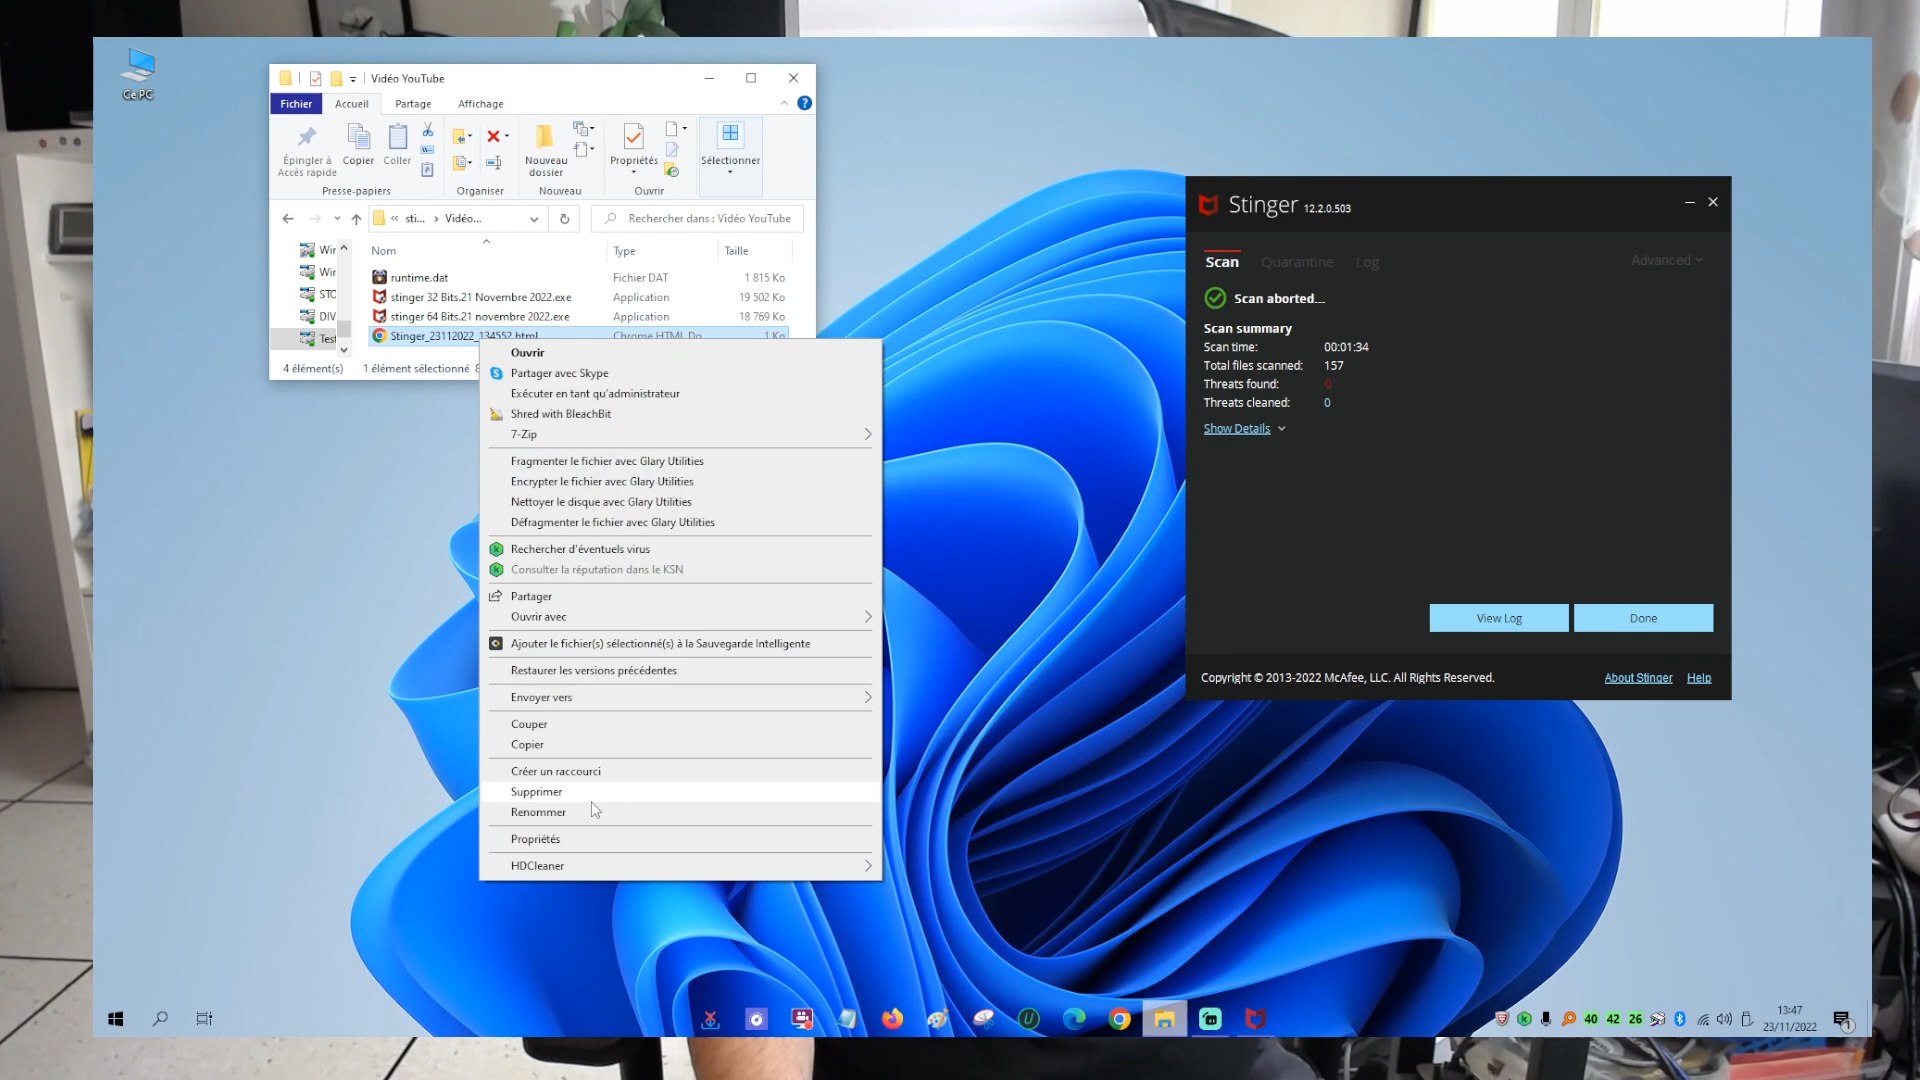 Ce PC
Vidéo YouTube
Fichier Accueil Partage Affichage
Épingler à Accès rapide
Copier
Coller
Nouveau dossier
Propriétés
Sélectionner
Presse-papiers Organiser Nouveau Ouvrir
« sti... › Vidéo...
Rechercher dans : Vidéo YouTube
Nom Type Taille
runtime.dat Fichier DAT 1 815 Ko
stinger 32 Bits.21 Novembre 2022.exe Application 19 502 Ko
stinger 64 Bits.21 novembre 2022.exe Application 18 769 Ko
Stinger_23112022_134552.html Chrome HTML Do... 1 Ko
4 élément(s) 1 élément sélectionné
Ouvrir
Partager avec Skype
Exécuter en tant qu'administrateur
Shred with BleachBit
7-Zip
Fragmenter le fichier avec Glary Utilities
Encrypter le fichier avec Glary Utilities
Nettoyer le disque avec Glary Utilities
Défragmenter le fichier avec Glary Utilities
Rechercher d'éventuels virus
Consulter la réputation dans le KSN
Partager
Ouvrir avec
Ajouter le fichier(s) sélectionné(s) à la Sauvegarde Intelligente
Restaurer les versions précédentes
Envoyer vers
Couper
Copier
Créer un raccourci
Supprimer
Renommer
Propriétés
HDCleaner
Stinger 12.2.0.503
Scan Quarantine Log Advanced
Scan aborted...
Scan summary
Scan time: 00:01:34
Total files scanned: 157
Threats found: 0
Threats cleaned: 0
Show Details
View Log Done
Copyright © 2013-2022 McAfee, LLC. All Rights Reserved.
About Stinger Help
40 42 26
13:47
23/11/2022
1